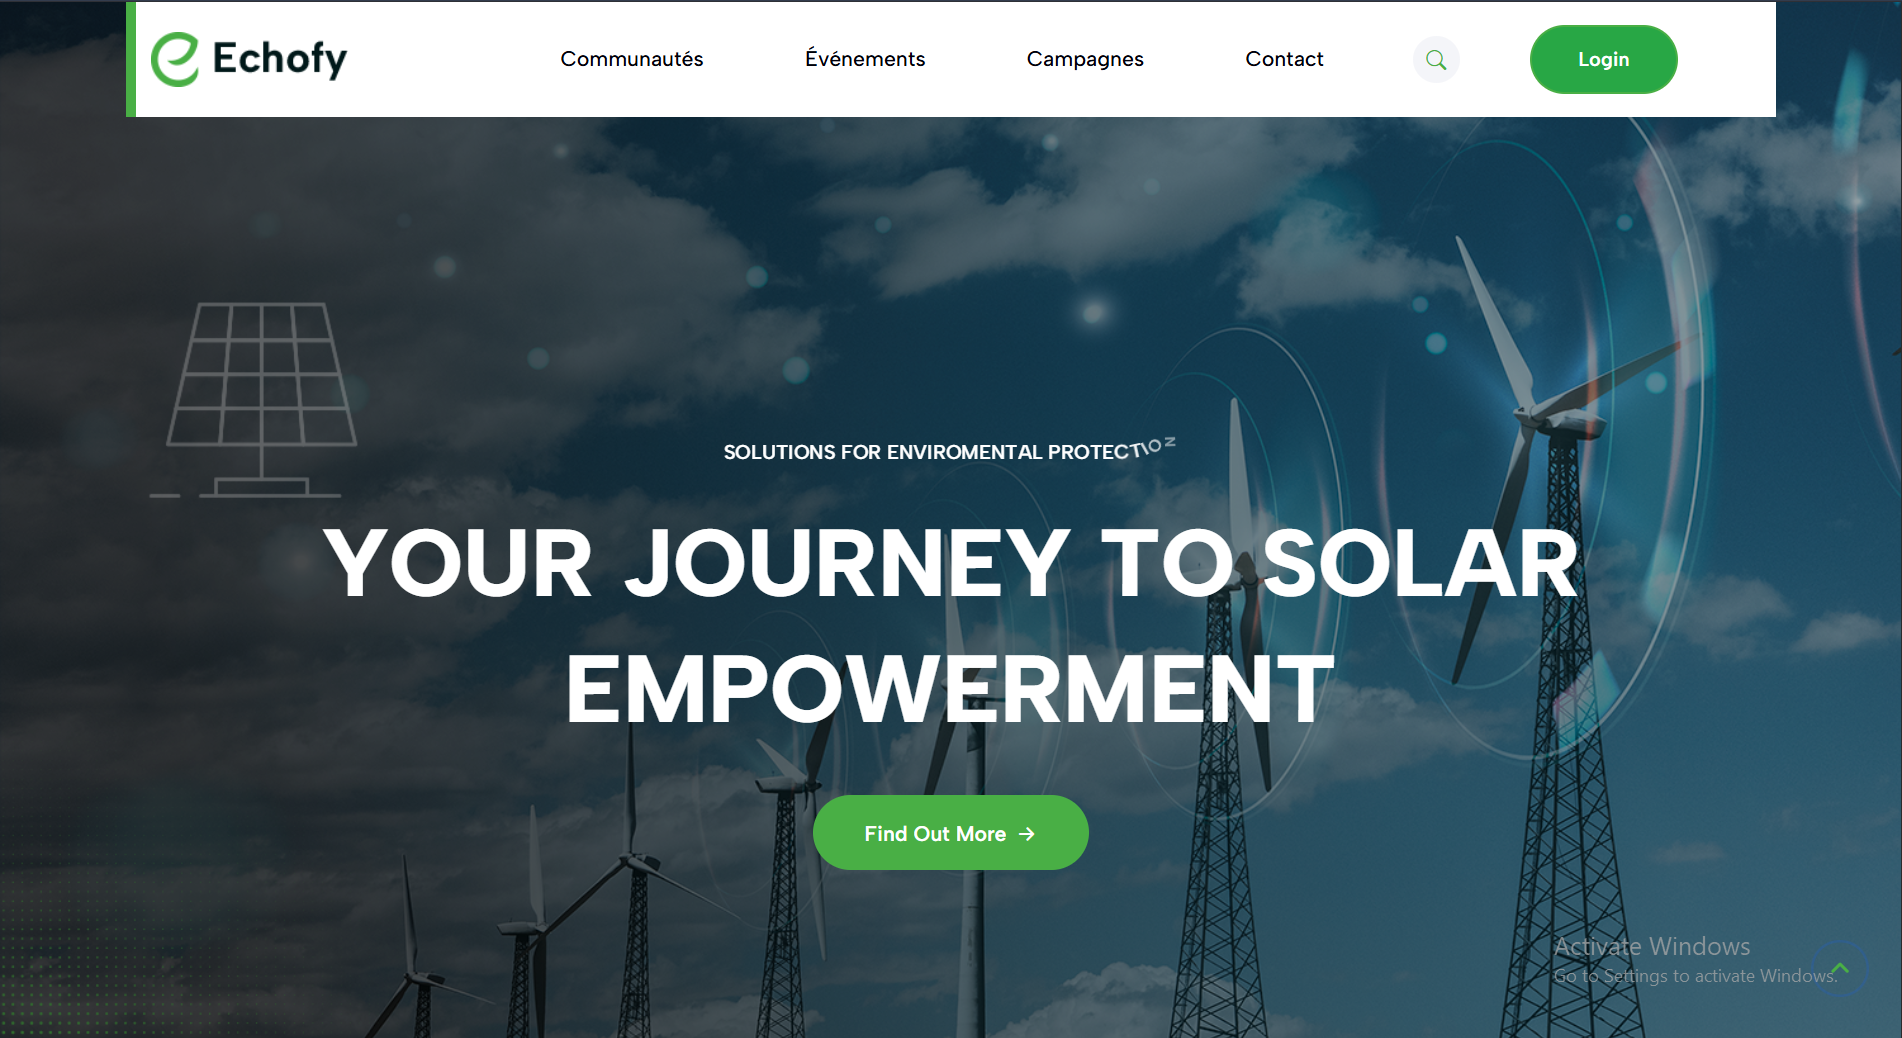 Echofy
Communautés
Événements
Campagnes
Contact
Login
SOLUTIONS FOR ENVIROMENTAL PROTECTION
YOUR JOURNEY TO SOLAR
EMPOWERMENT
Find Out More →
Activate Windows
Go to Settings to activate Windows.